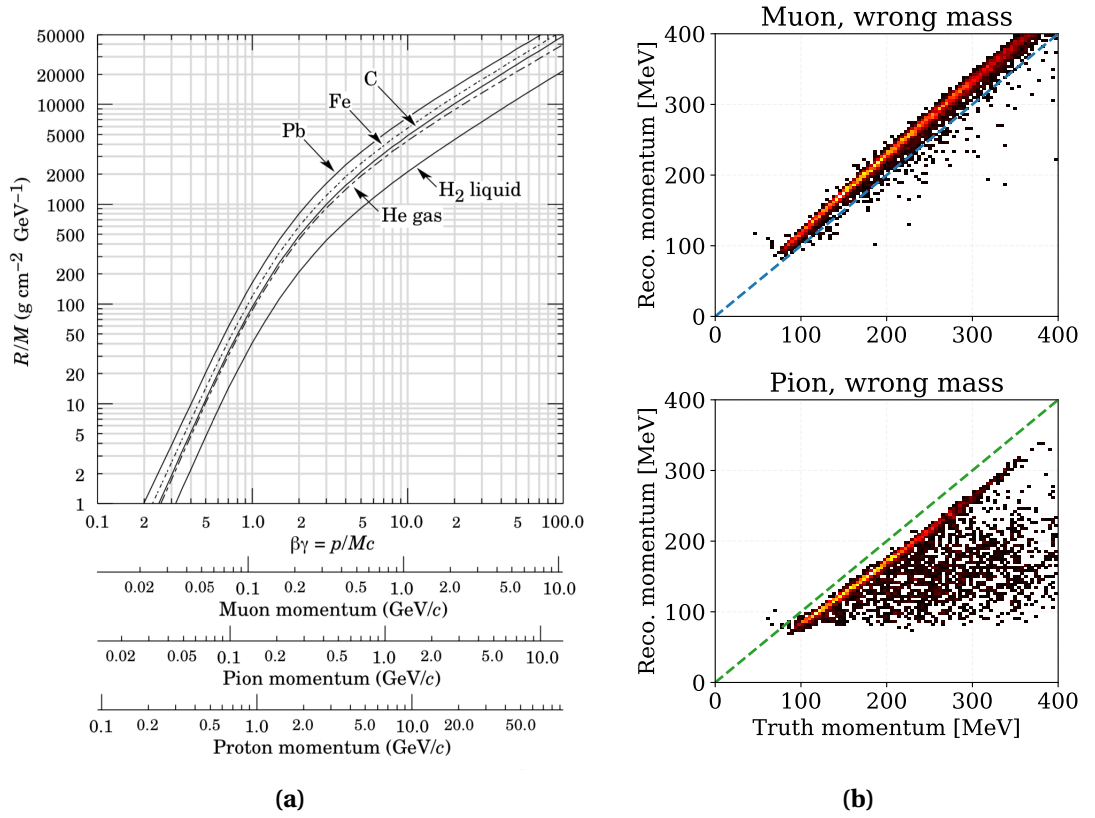 50000
20000
10000
5000
2000
1000
500
200
100
50
20
10
5
2
1
R/M (g cm⁻² GeV⁻¹)
C
Fe
Pb
H₂ liquid
He gas
0.1 2 5 1.0 2 5 10.0 2 5 100.0
βγ = p/Mc
0.02 0.05 0.1 0.2 0.5 1.0 2.0 5.0 10.0
Muon momentum (GeV/c)
0.02 0.05 0.1 0.2 0.5 1.0 2.0 5.0 10.0
Pion momentum (GeV/c)
0.1 0.2 0.5 1.0 2.0 5.0 10.0 20.0 50.0
Proton momentum (GeV/c)
(a)
Muon, wrong mass
Reco. momentum [MeV]
400
300
200
100
0
0 100 200 300 400
Pion, wrong mass
Reco. momentum [MeV]
400
300
200
100
0
0 100 200 300 400
Truth momentum [MeV]
(b)